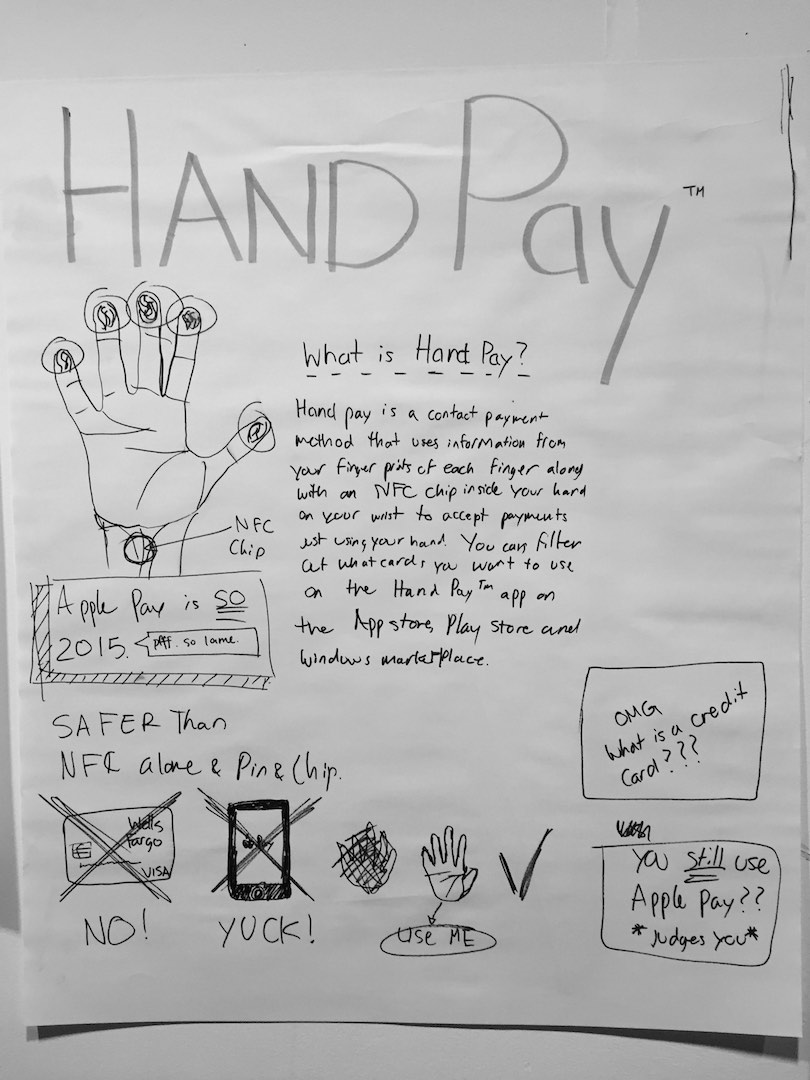 HAND Pay ™
What is Hand Pay?
Hand pay is a contact payment
method that uses information from
your finger prits of each finger along
with an NFC chip inside your hand
on your wrist to accept payments
just using your hand. You can filter
out what cards you want to use
on the Hand Pay™ app on
the App store, Play store and
windows marketplace.
NFC
Chip
Apple Pay is SO
2015.
pfff. so lame.
SAFER Than
NFC alone & Pin & Chip.
OMG
What is a credit
Card???
Wells
Fargo
VISA
NO!
YUCK!
USE ME
You still use
Apple Pay??
*Judges you*